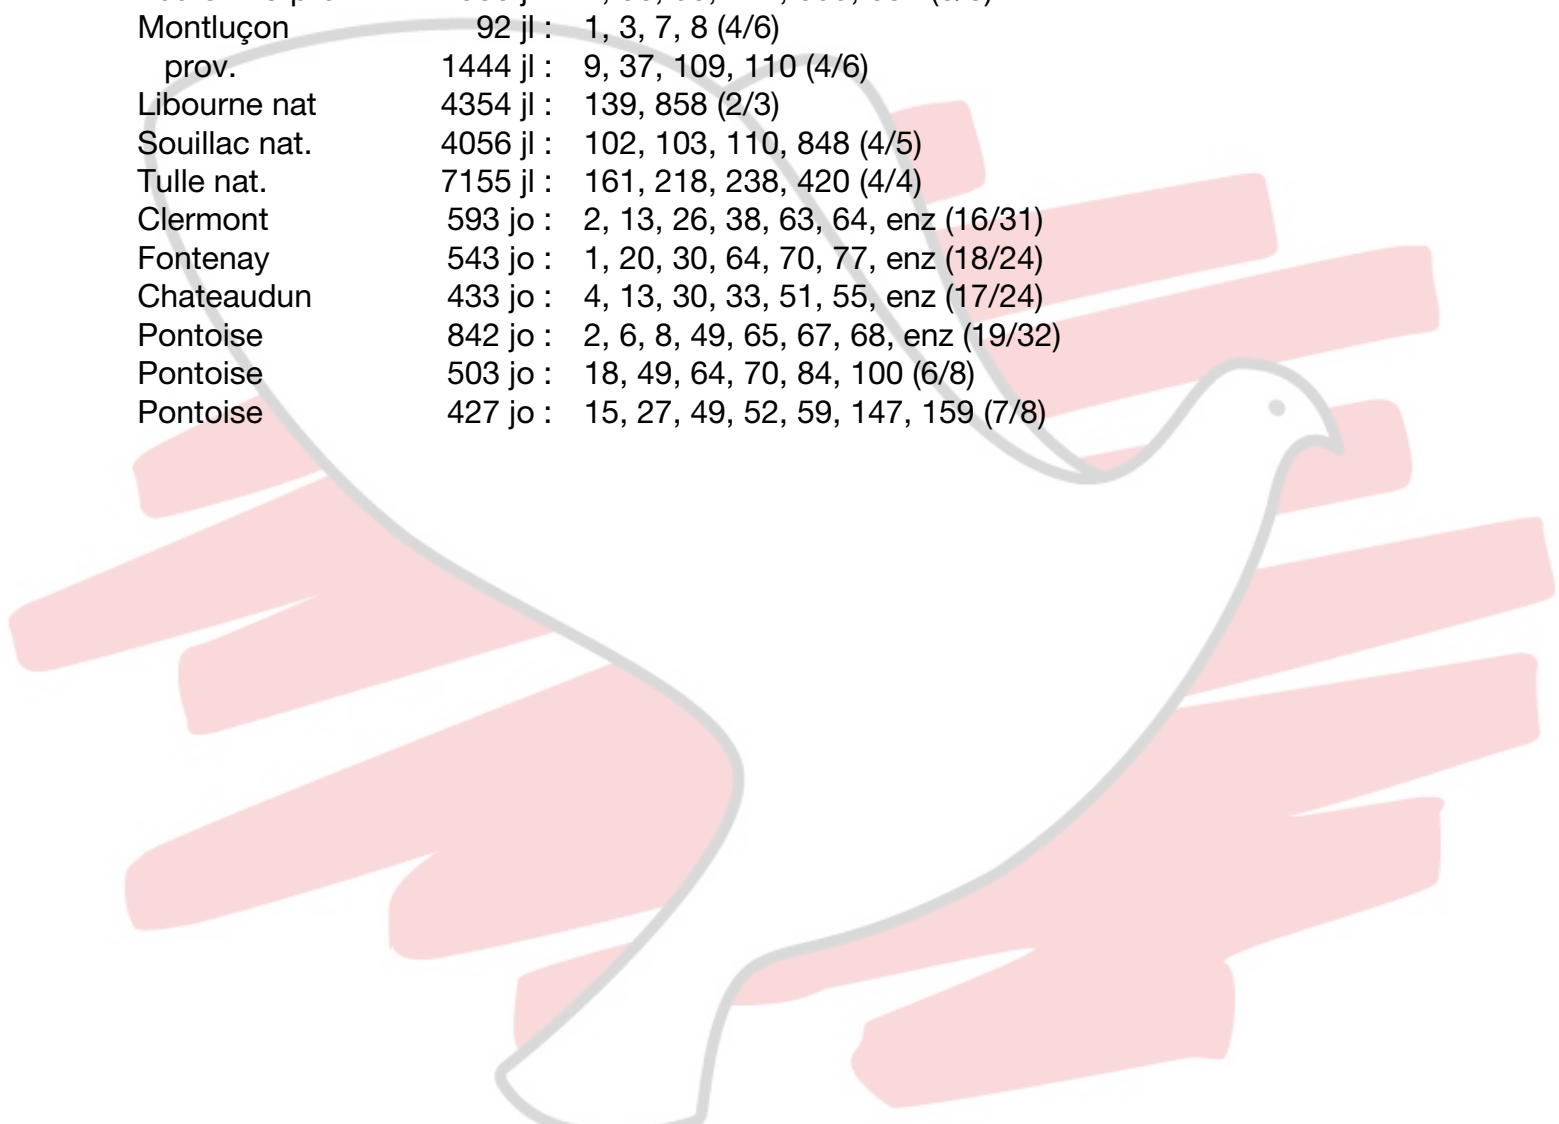 Montluçon 92 jl : 1, 3, 7, 8 (4/6)
prov. 1444 jl : 9, 37, 109, 110 (4/6)
Libourne nat 4354 jl : 139, 858 (2/3)
Souillac nat. 4056 jl : 102, 103, 110, 848 (4/5)
Tulle nat. 7155 jl : 161, 218, 238, 420 (4/4)
Clermont 593 jo : 2, 13, 26, 38, 63, 64, enz (16/31)
Fontenay 543 jo : 1, 20, 30, 64, 70, 77, enz (18/24)
Chateaudun 433 jo : 4, 13, 30, 33, 51, 55, enz (17/24)
Pontoise 842 jo : 2, 6, 8, 49, 65, 67, 68, enz (19/32)
Pontoise 503 jo : 18, 49, 64, 70, 84, 100 (6/8)
Pontoise 427 jo : 15, 27, 49, 52, 59, 147, 159 (7/8)